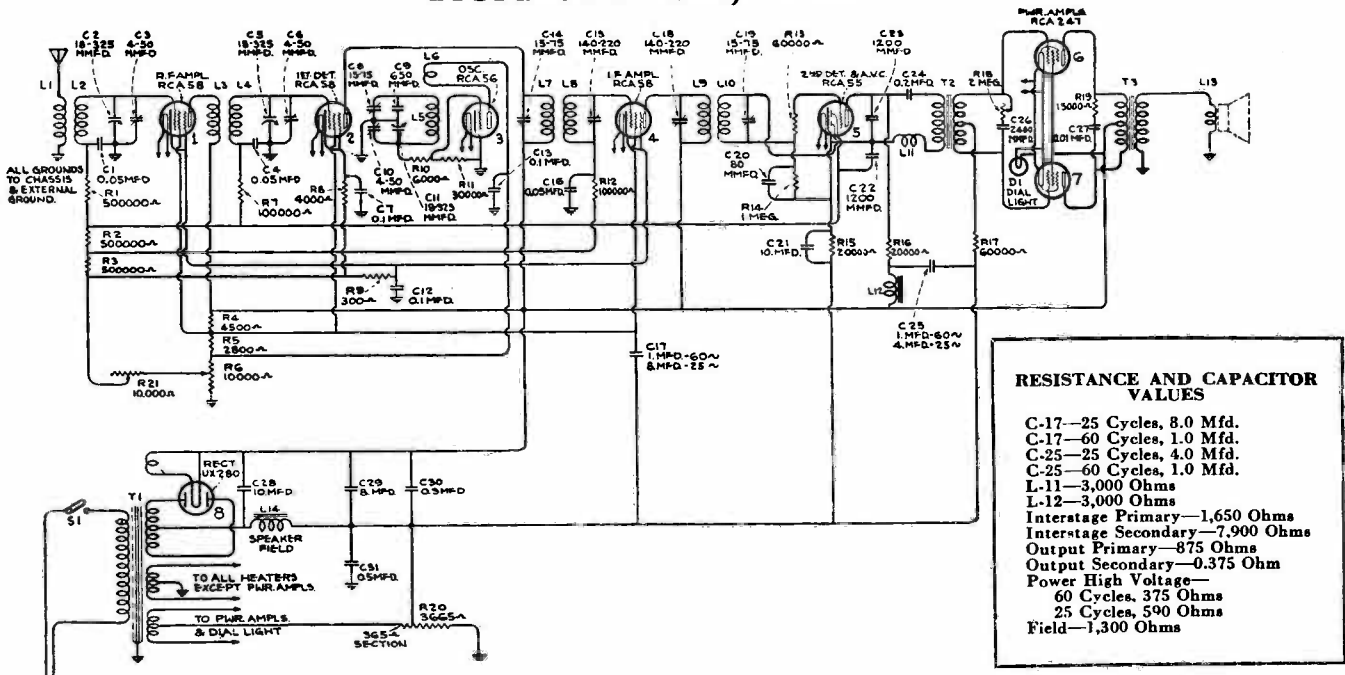 C2
18-325
MMFD.
C3
4-50
MMFD
C5
18-325
MMFD.
C6
4-50
MMFD.
C8
15-75
MMFD.
C9
650
MMFD.
L6
OSC
RCA 56
C14
15-75
MMFD.
C15
140-220
MMFD.
L18
140-220
MMFD.
C19
15-75
MMFD.
R13
60000~
C23
1200
MMFD
PWR. AMPLR
RCA 247
L1
L2
R.F. AMPL.
RCA 58
L3
L4
1ST. DET.
RCA 58
L5
L7
L8
I.F. AMPL.
RCA 58
L9
L10
2ND DET. & A.V.C.
RCA 55
C24
0.2 MFD.
T2
R18
2 MEG.
6
R19
15000~
T3
L13
1
2
3
4
5
7
ALL GROUNDS
TO CHASSIS
& EXTERNAL
GROUND.
C1
0.05 MFD
R1
500000~
C4
0.05 MFD
R7
100000~
R8
4000~
C7
0.1 MFD.
C10
4-50
MMFD.
C11
18-325
MMFD.
R10
6000~
R11
30000~
C13
0.1 MFD.
C16
0.05 MFD.
R12
100000~
C20
80
MMFD.
R14
1 MEG.
C22
1200
MMFD.
L11
C26
2400
MMFD
C27
0.01 MFD.
D1
DIAL
LIGHT
R2
500000~
R3
500000~
R9
300~
C12
0.1 MFD.
C21
10. MFD.
R15
20000~
R16
20000~
R17
60000~
L12
C25
1. MFD-60~
4. MFD-25~
R4
4500~
R5
2800~
R6
10000~
R21
10,000~
C17
1. MFD.-60~
8. MFD.-25~
RESISTANCE AND CAPACITOR
VALUES
C-17—25 Cycles, 8.0 Mfd.
C-17—60 Cycles, 1.0 Mfd.
C-25—25 Cycles, 4.0 Mfd.
C-25—60 Cycles, 1.0 Mfd.
L-11—3,000 Ohms
L-12—3,000 Ohms
Interstage Primary—1,650 Ohms
Interstage Secondary—7,900 Ohms
Output Primary—875 Ohms
Output Secondary—0.375 Ohm
Power High Voltage—
60 Cycles, 375 Ohms
25 Cycles, 590 Ohms
Field—1,300 Ohms
RECT
UX280
8
T1
S1
C28
10. MFD
L14
SPEAKER
FIELD
C29
8. MFD.
C30
0.3 MFD
C31
0.5 MFD.
TO ALL HEATERS
EXCEPT PWR. AMPLS.
TO PWR. AMPLS.
& DIAL LIGHT
365~
SECTION
R20
3665~